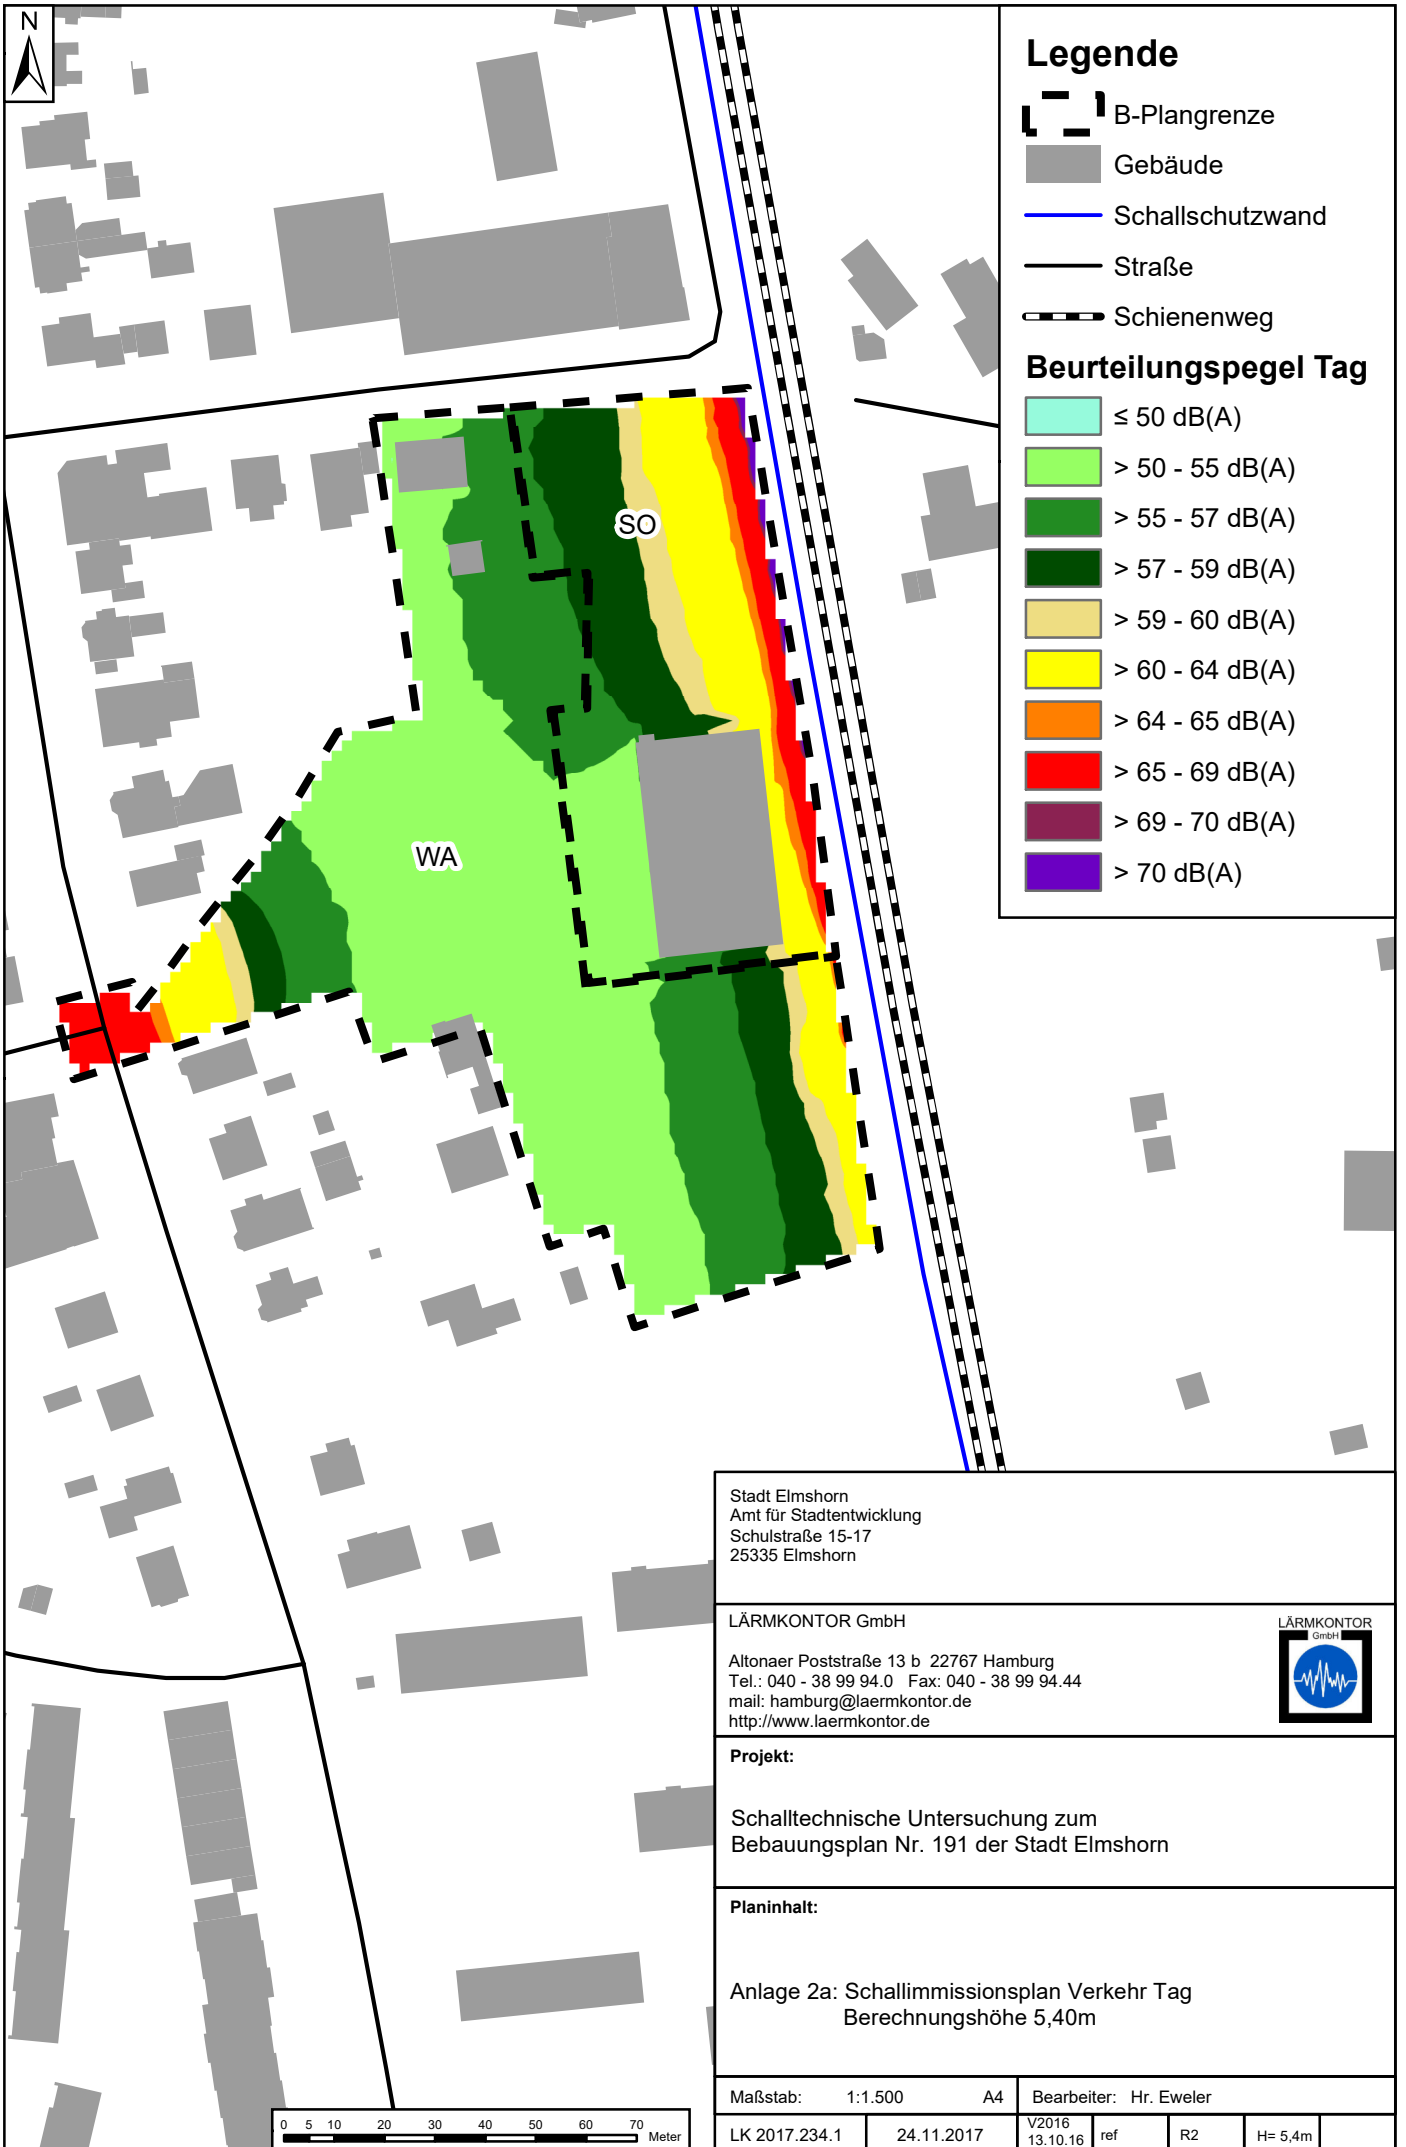 N
Legende
B-Plangrenze
Gebäude
Schallschutzwand
Straße
Schienenweg
Beurteilungspegel Tag
≤ 50 dB(A)
> 50 - 55 dB(A)
> 55 - 57 dB(A)
> 57 - 59 dB(A)
> 59 - 60 dB(A)
> 60 - 64 dB(A)
> 64 - 65 dB(A)
> 65 - 69 dB(A)
> 69 - 70 dB(A)
> 70 dB(A)
SO
WA
Stadt Elmshorn
Amt für Stadtentwicklung
Schulstraße 15-17
25335 Elmshorn
LÄRMKONTOR GmbH
Altonaer Poststraße 13 b 22767 Hamburg
Tel.: 040 - 38 99 94.0 Fax: 040 - 38 99 94.44
mail: hamburg@laermkontor.de
http://www.laermkontor.de
LÄRMKONTOR
GmbH
Projekt:
Schalltechnische Untersuchung zum
Bebauungsplan Nr. 191 der Stadt Elmshorn
Planinhalt:
Anlage 2a: Schallimmissionsplan Verkehr Tag
Berechnungshöhe 5,40m
Maßstab: 1:1.500 A4 Bearbeiter: Hr. Eweler
LK 2017.234.1 24.11.2017 V2016 13.10.16 ref R2 H= 5,4m
0 5 10 20 30 40 50 60 70 Meter